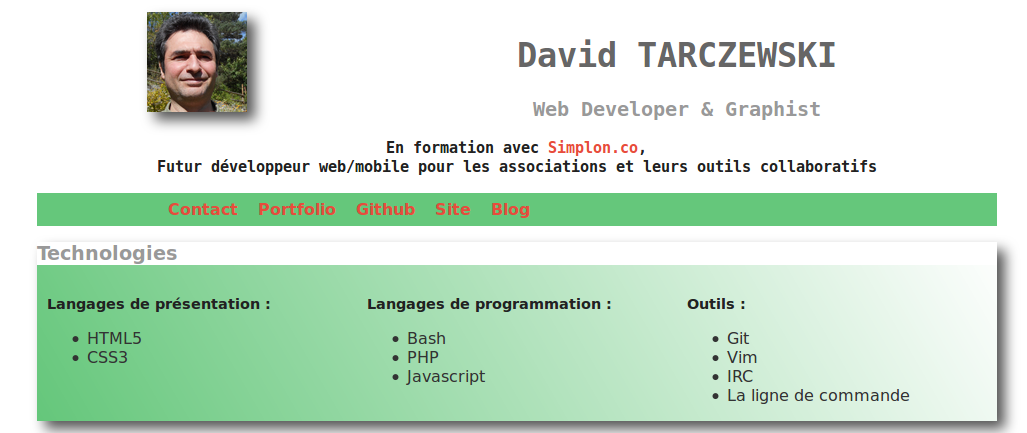 David TARCZEWSKI
Web Developer & Graphist
En formation avec Simplon.co,
Futur développeur web/mobile pour les associations et leurs outils collaboratifs
Contact Portfolio Github Site Blog
Technologies
Langages de présentation :
HTML5
CSS3
Langages de programmation :
Bash
PHP
Javascript
Outils :
Git
Vim
IRC
La ligne de commande